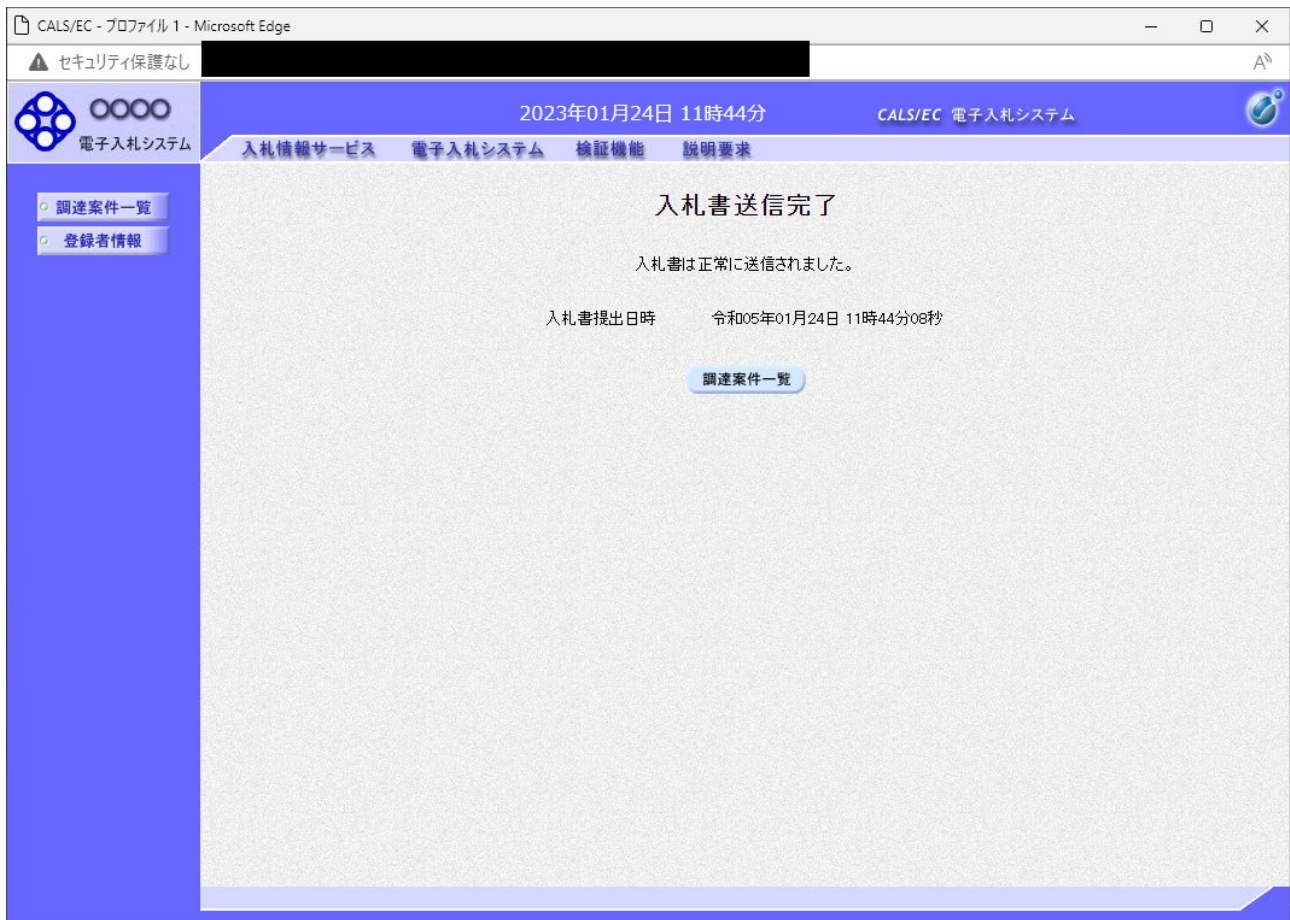 CALS/EC - プロファイル 1 - Microsoft Edge
セキュリティ保護なし
〇〇〇〇
電子入札システム
2023年01月24日 11時44分
CALS/EC 電子入札システム
入札情報サービス 電子入札システム 検証機能 説明要求
調達案件一覧
登録者情報
入札書送信完了
入札書は正常に送信されました。
入札書提出日時 令和05年01月24日 11時44分08秒
調達案件一覧